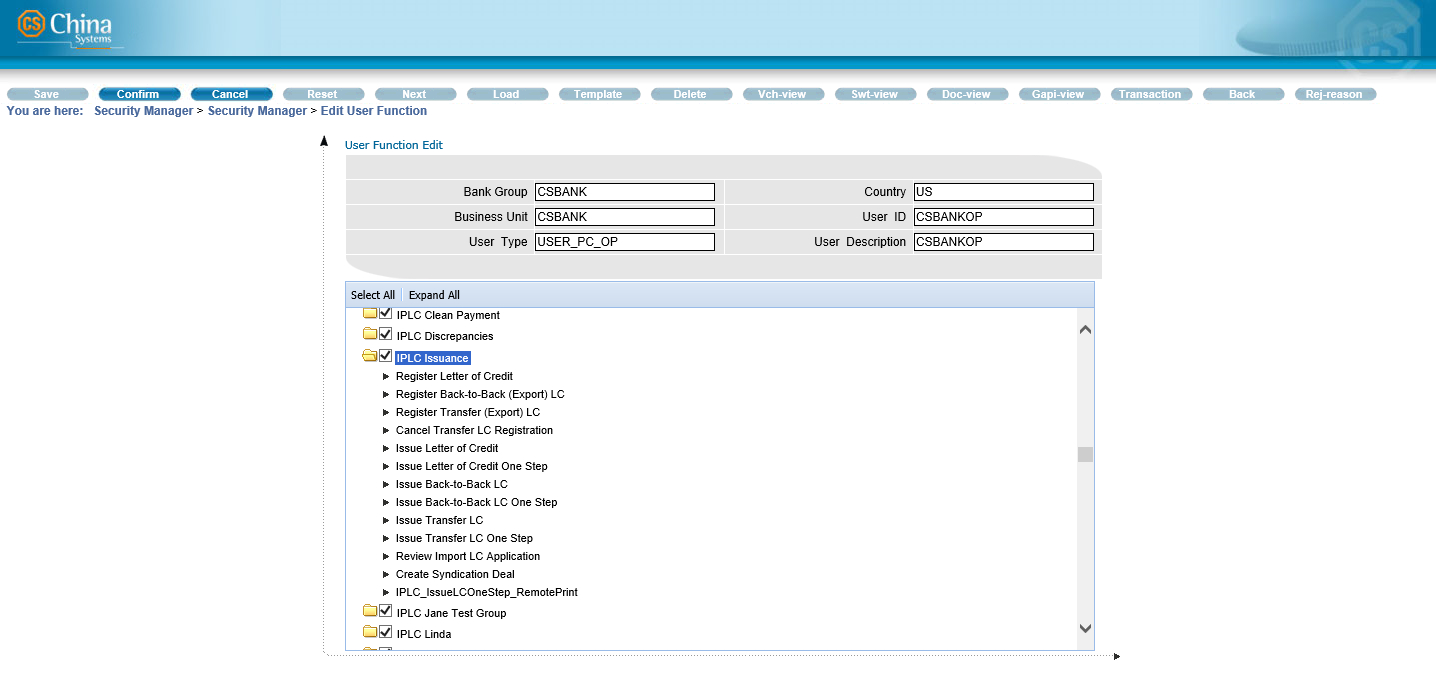 CS China
Systems
CS
Save Confirm Cancel Reset Next Load Template Delete Vch-view Swt-view Doc-view Gapi-view Transaction Back Rej-reason
You are here: Security Manager > Security Manager > Edit User Function
User Function Edit
Bank Group CSBANK Country US
Business Unit CSBANK User ID CSBANKOP
User Type USER_PC_OP User Description CSBANKOP
Select All Expand All
IPLC Clean Payment
IPLC Discrepancies
IPLC Issuance
Register Letter of Credit
Register Back-to-Back (Export) LC
Register Transfer (Export) LC
Cancel Transfer LC Registration
Issue Letter of Credit
Issue Letter of Credit One Step
Issue Back-to-Back LC
Issue Back-to-Back LC One Step
Issue Transfer LC
Issue Transfer LC One Step
Review Import LC Application
Create Syndication Deal
IPLC_IssueLCOneStep_RemotePrint
IPLC Jane Test Group
IPLC Linda